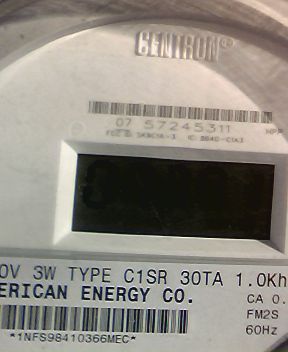 CENTRON®
07 57245311
0V 3W TYPE C1SR 30TA 1.0Kh
ERICAN ENERGY CO.
CA 0.
FM2S
60Hz
*1NFS98410366MEC*